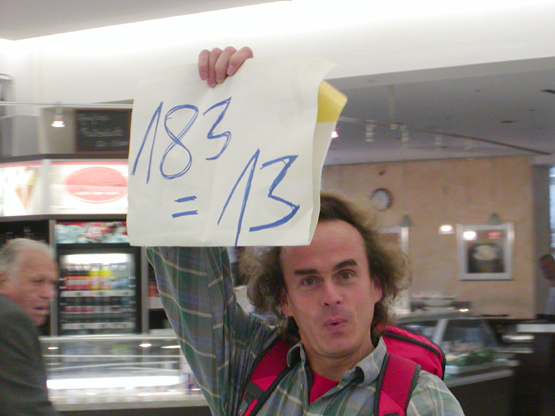 183
= 13